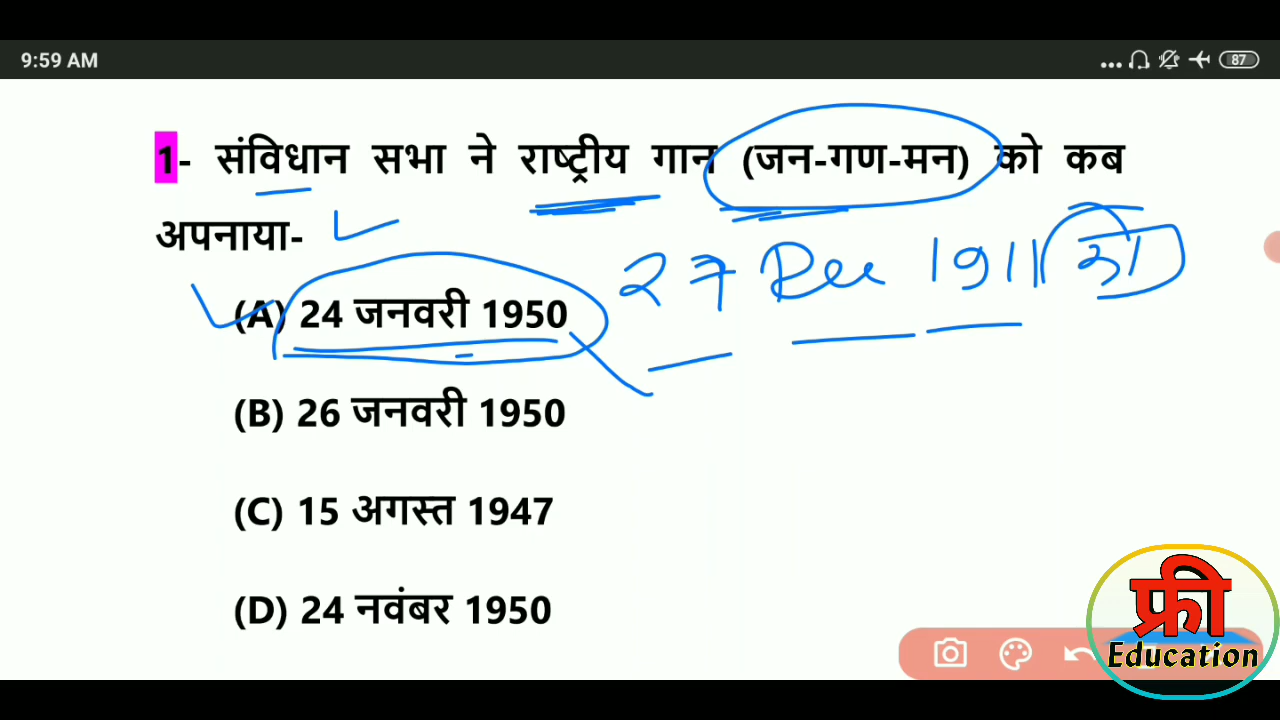 9:59 AM
87
1- संविधान सभा ने राष्ट्रीय गान (जन-गण-मन) को कब
अपनाया-
27 Dec 1911
(A) 24 जनवरी 1950
(B) 26 जनवरी 1950
(C) 15 अगस्त 1947
(D) 24 नवंबर 1950
फ्री
Education